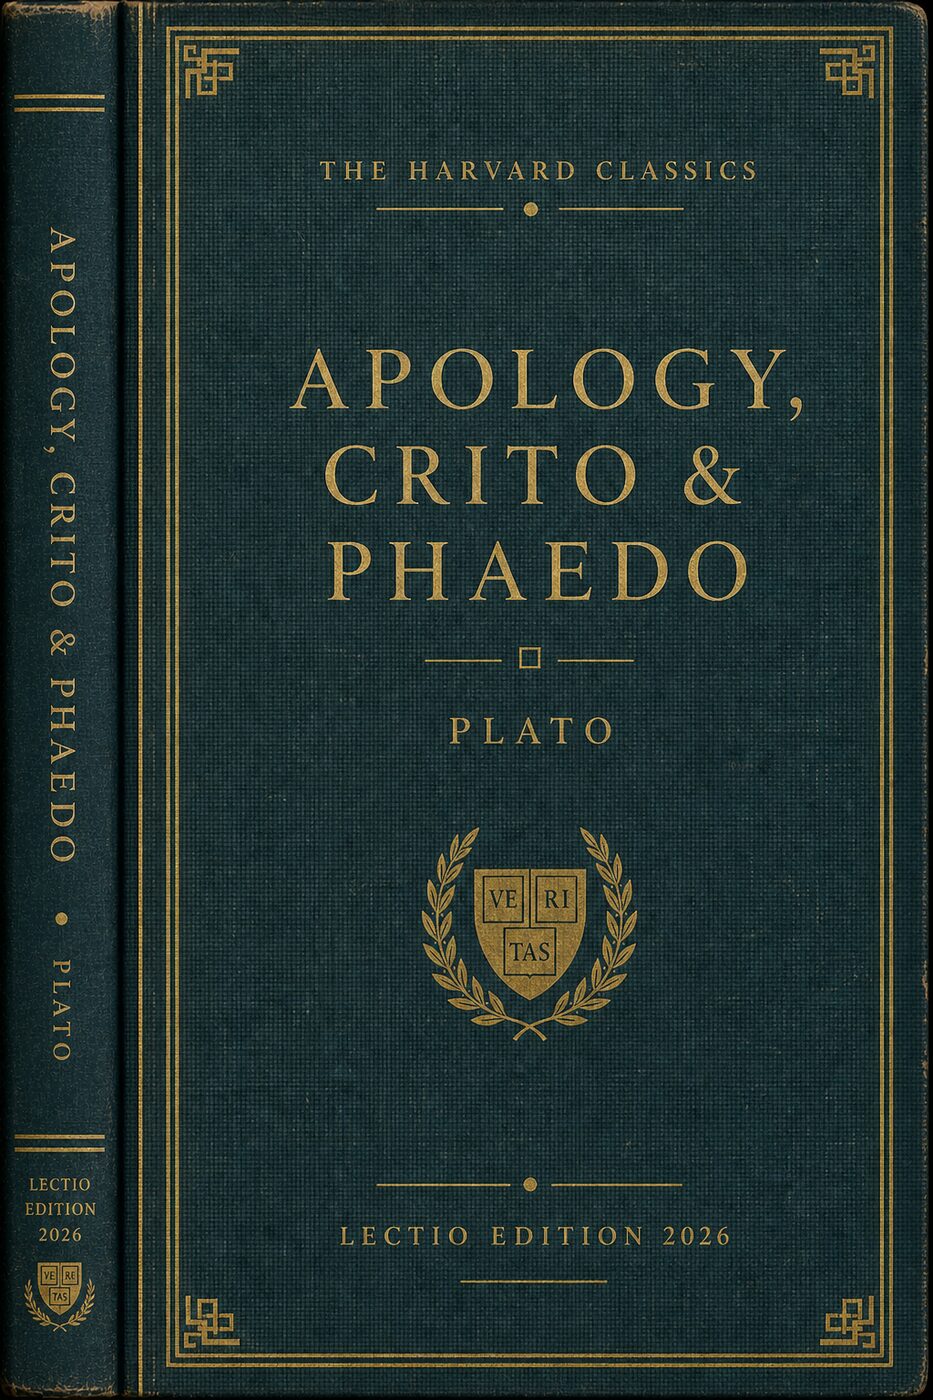 THE HARVARD CLASSICS
APOLOGY,
CRITO &
PHAEDO
PLATO
VE RI
TAS
LECTIO EDITION 2026
APOLOGY, CRITO & PHAEDO • PLATO
LECTIO
EDITION
2026
VE RE
TAS